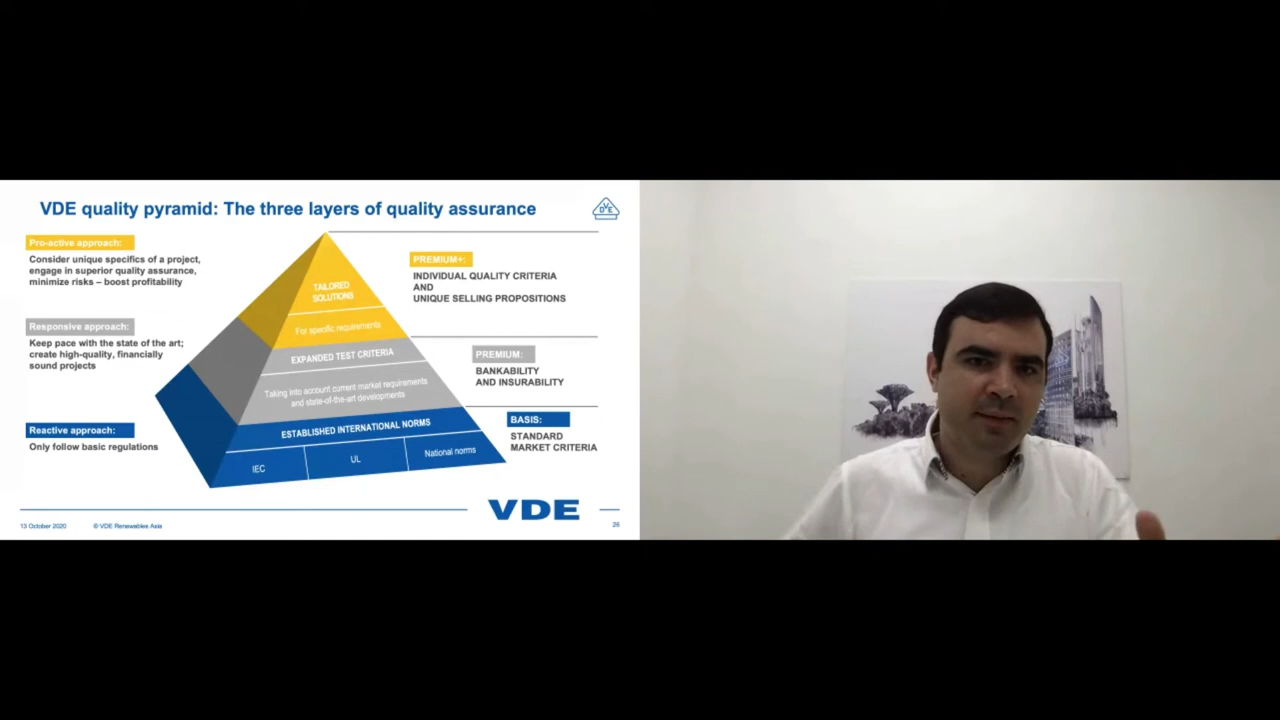 VDE quality pyramid: The three layers of quality assurance
VDE
Pro-active approach:
Consider unique specifics of a project,
engage in superior quality assurance,
minimize risks – boost profitability
Responsive approach:
Keep pace with the state of the art;
create high-quality, financially
sound projects
Reactive approach:
Only follow basic regulations
TAILORED
SOLUTIONS
For specific requirements
EXPANDED TEST CRITERIA
Taking into account current market requirements
and state-of-the-art developments
ESTABLISHED INTERNATIONAL NORMS
IEC
UL
National norms
PREMIUM+:
INDIVIDUAL QUALITY CRITERIA
AND
UNIQUE SELLING PROPOSITIONS
PREMIUM:
BANKABILITY
AND INSURABILITY
BASIS:
STANDARD
MARKET CRITERIA
VDE
13 October 2020
© VDE Renewables Asia
26